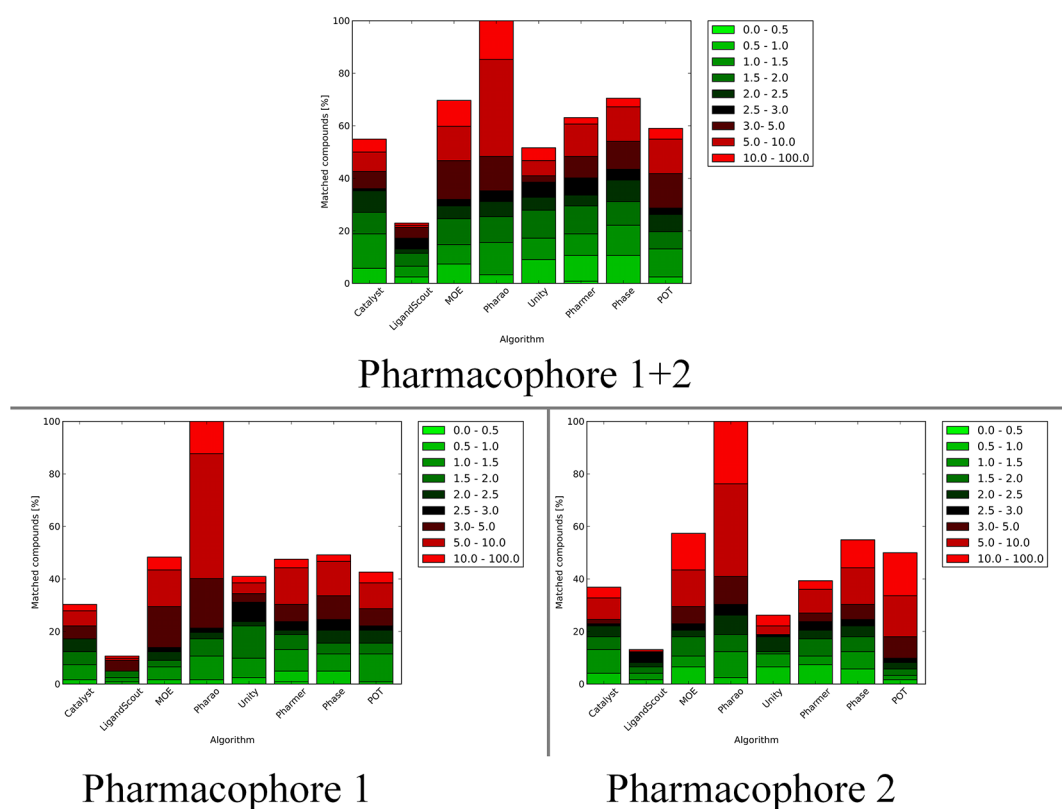 100
80
60
40
20
0
Matched compounds [%]
Catalyst
LigandScout
MOE
Pharao
Unity
Pharmer
Phase
POT
Algorithm
0.0 - 0.5
0.5 - 1.0
1.0 - 1.5
1.5 - 2.0
2.0 - 2.5
2.5 - 3.0
3.0- 5.0
5.0 - 10.0
10.0 - 100.0
Pharmacophore 1+2
100
80
60
40
20
0
Matched compounds [%]
Catalyst
LigandScout
MOE
Pharao
Unity
Pharmer
Phase
POT
Algorithm
0.0 - 0.5
0.5 - 1.0
1.0 - 1.5
1.5 - 2.0
2.0 - 2.5
2.5 - 3.0
3.0- 5.0
5.0 - 10.0
10.0 - 100.0
Pharmacophore 1
100
80
60
40
20
0
Matched compounds [%]
Catalyst
LigandScout
MOE
Pharao
Unity
Pharmer
Phase
POT
Algorithm
0.0 - 0.5
0.5 - 1.0
1.0 - 1.5
1.5 - 2.0
2.0 - 2.5
2.5 - 3.0
3.0- 5.0
5.0 - 10.0
10.0 - 100.0
Pharmacophore 2